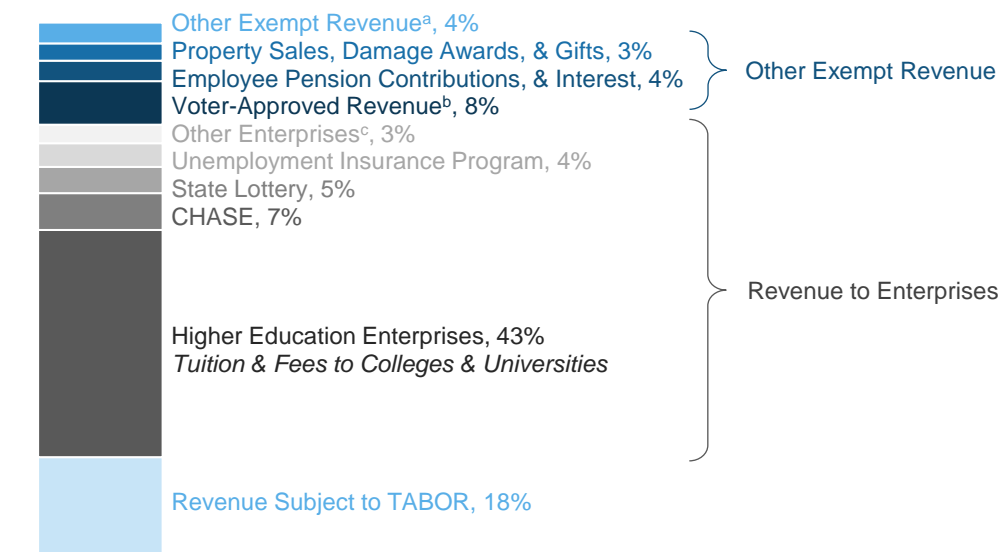 Other Exempt Revenueᵃ, 4%
Property Sales, Damage Awards, & Gifts, 3%
Employee Pension Contributions, & Interest, 4%
Voter-Approved Revenueᵇ, 8%
Other Exempt Revenue
Other Enterprisesᶜ, 3%
Unemployment Insurance Program, 4%
State Lottery, 5%
CHASE, 7%
Revenue to Enterprises
Higher Education Enterprises, 43%
Tuition & Fees to Colleges & Universities
Revenue Subject to TABOR, 18%